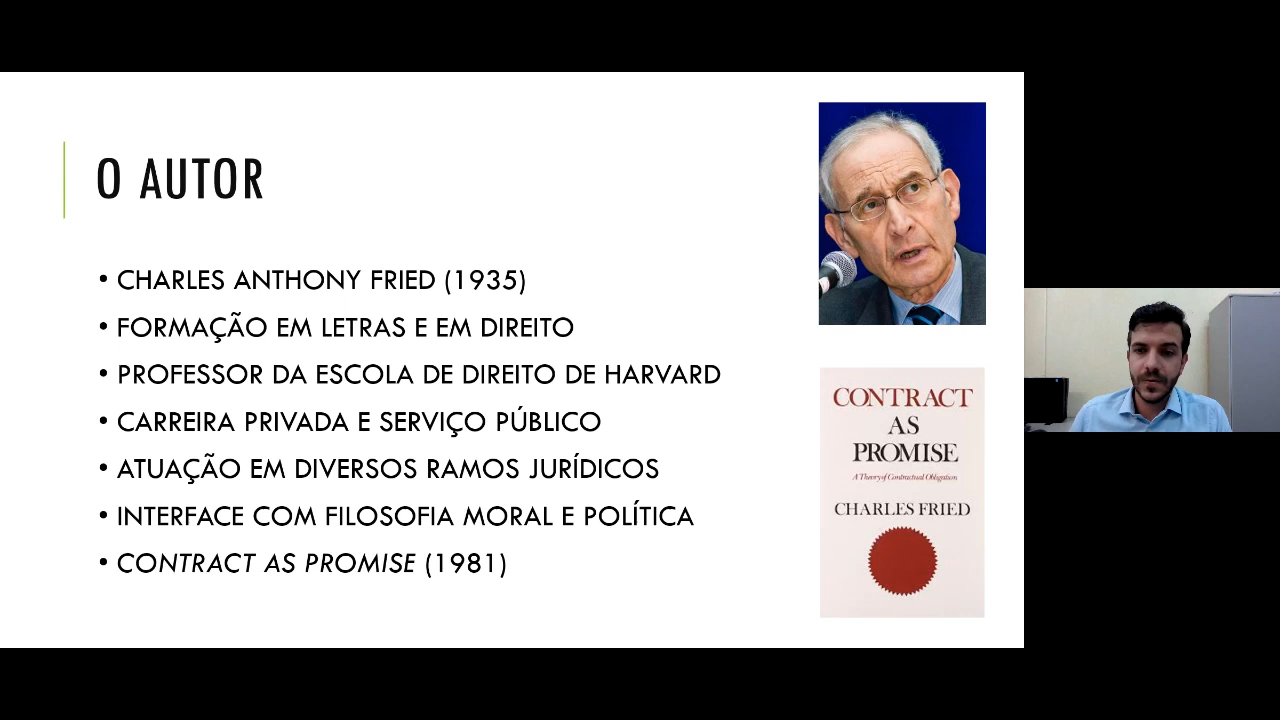 O AUTOR
• CHARLES ANTHONY FRIED (1935)
• FORMAÇÃO EM LETRAS E EM DIREITO
• PROFESSOR DA ESCOLA DE DIREITO DE HARVARD
• CARREIRA PRIVADA E SERVIÇO PÚBLICO
• ATUAÇÃO EM DIVERSOS RAMOS JURÍDICOS
• INTERFACE COM FILOSOFIA MORAL E POLÍTICA
• CONTRACT AS PROMISE (1981)
CONTRACT
AS
PROMISE
A Theory of Contractual Obligation
CHARLES FRIED